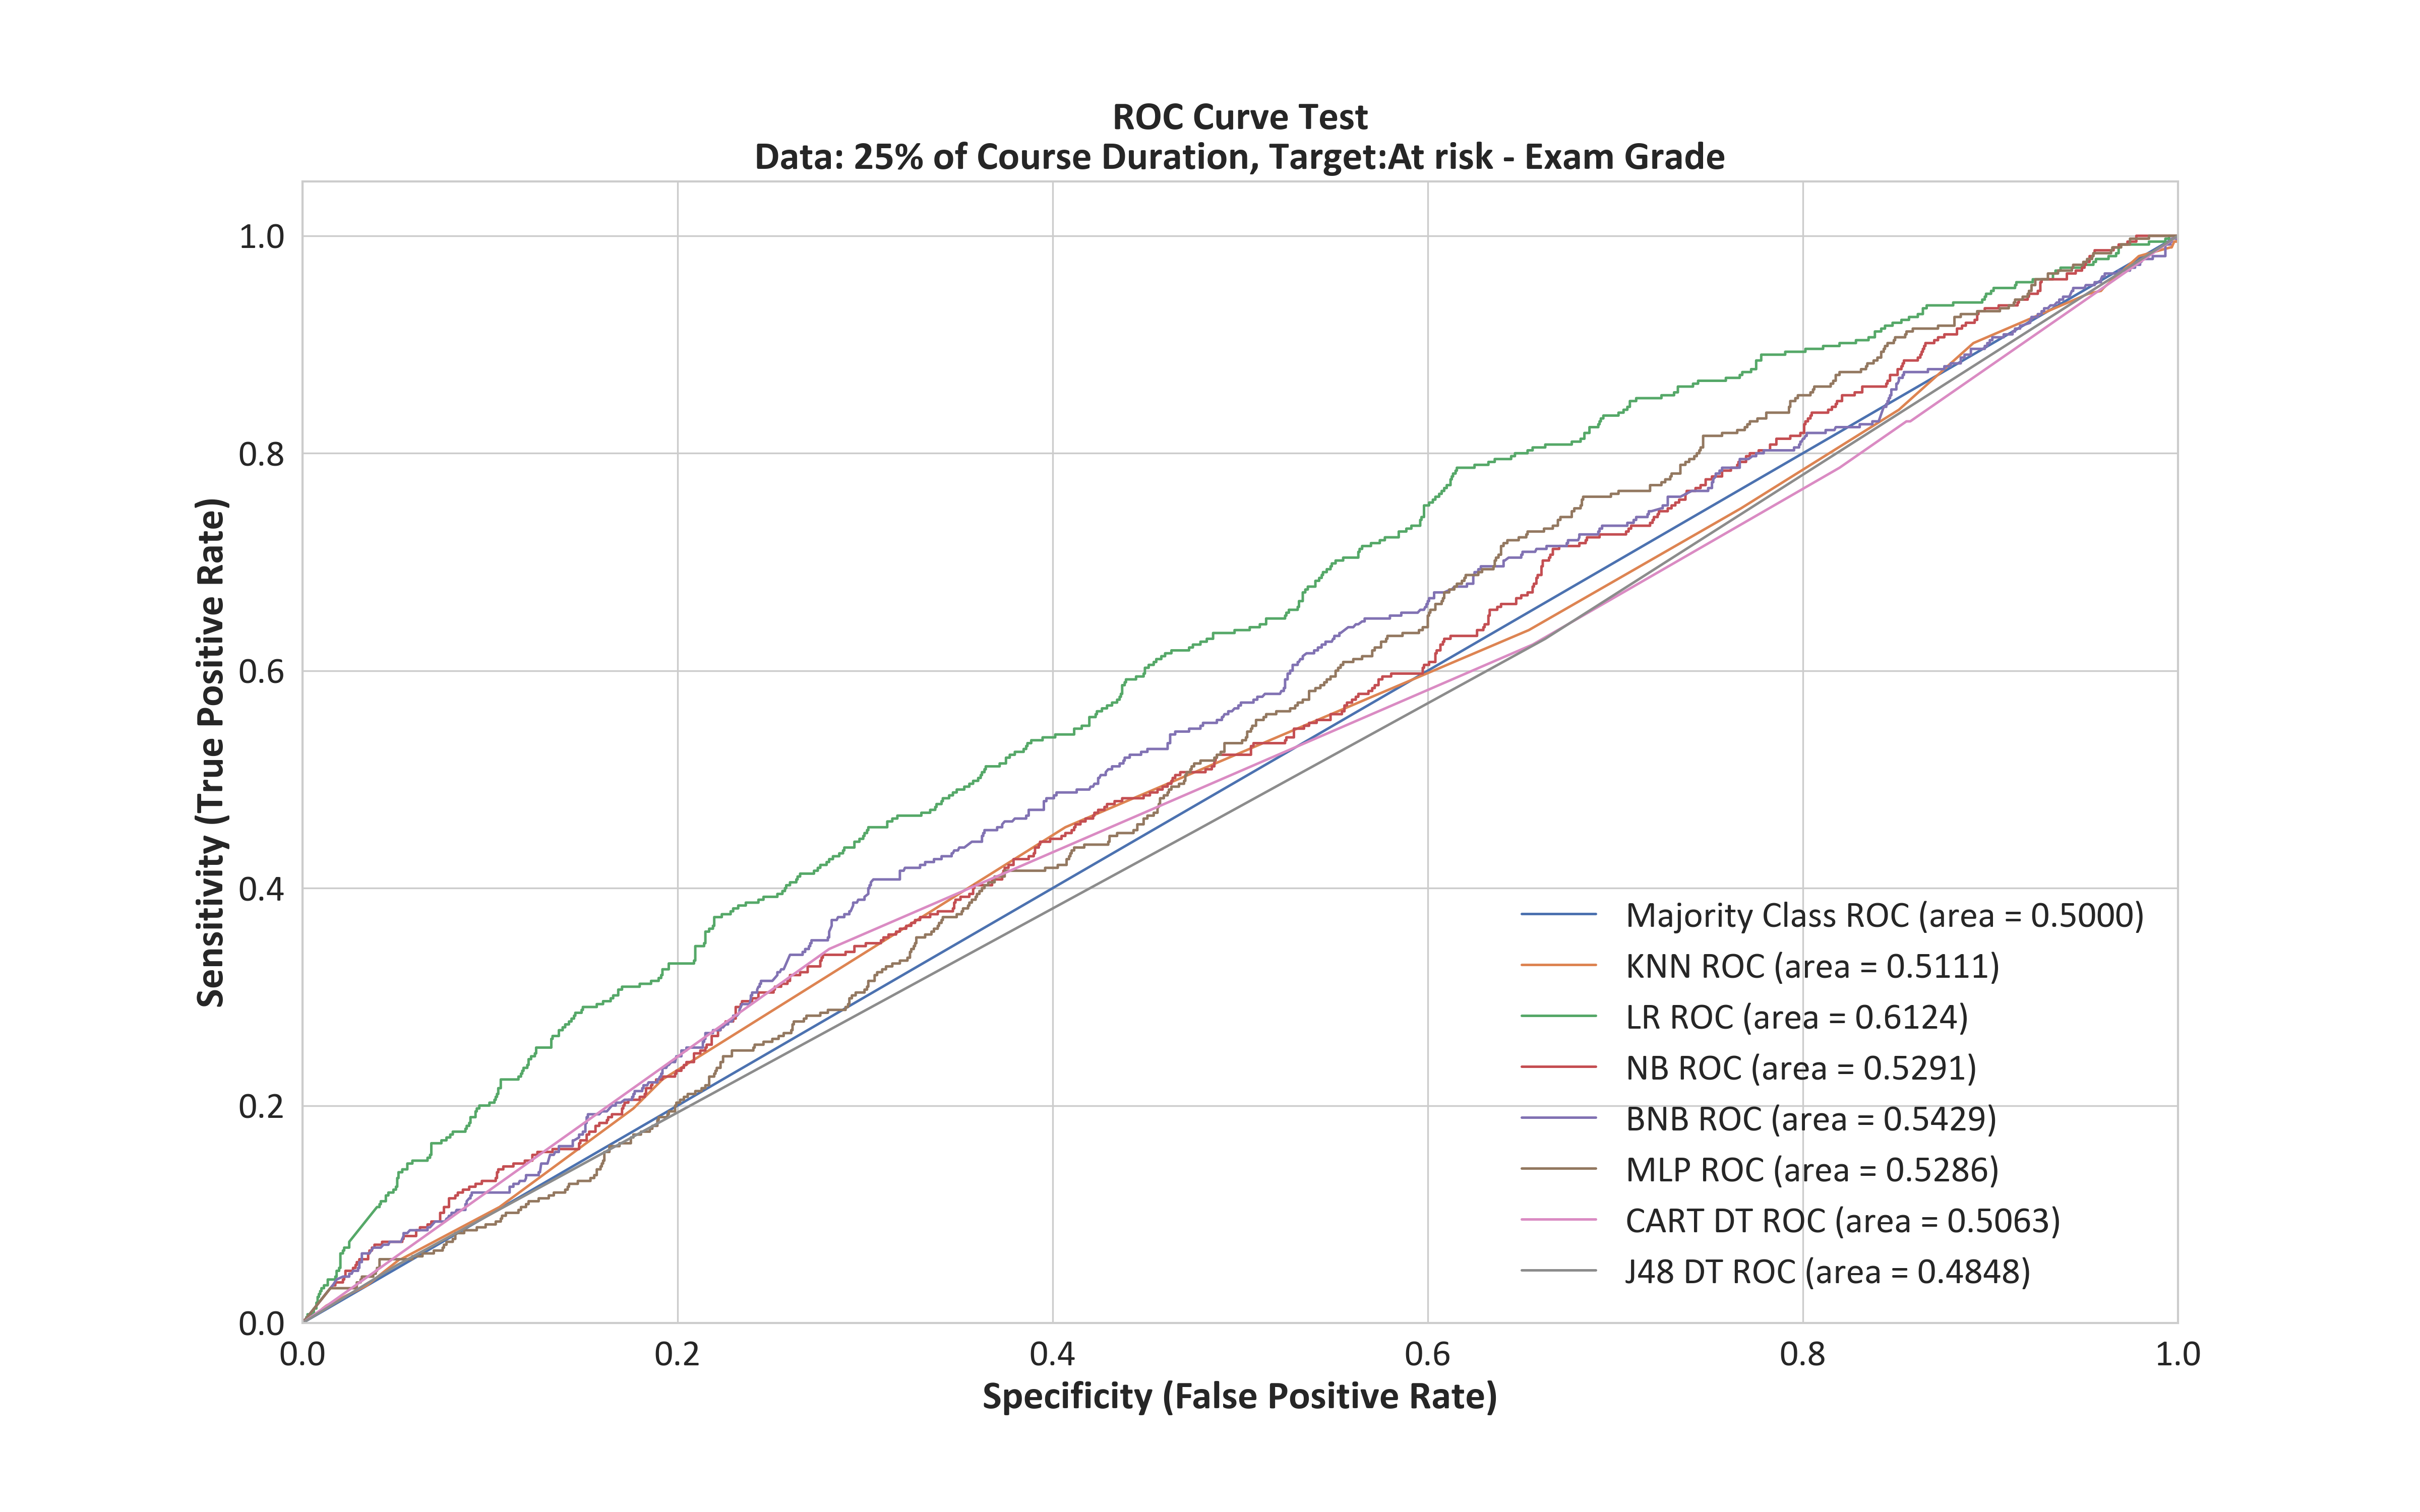 ROC Curve Test
Data: 25% of Course Duration, Target:At risk - Exam Grade
Sensitivity (True Positive Rate)
1.0
0.8
0.6
0.4
0.2
0.0
Majority Class ROC (area = 0.5000)
KNN ROC (area = 0.5111)
LR ROC (area = 0.6124)
NB ROC (area = 0.5291)
BNB ROC (area = 0.5429)
MLP ROC (area = 0.5286)
CART DT ROC (area = 0.5063)
J48 DT ROC (area = 0.4848)
0.0 0.2 0.4 0.6 0.8 1.0
Specificity (False Positive Rate)